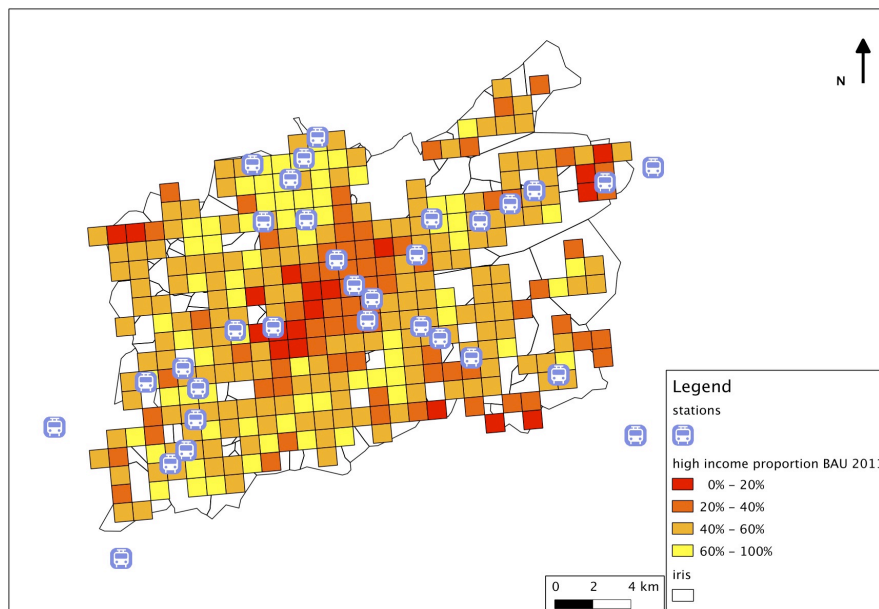 N
Legend
stations
high income proportion BAU 201
0% – 20%
20% – 40%
40% – 60%
60% – 100%
iris
0 2 4 km